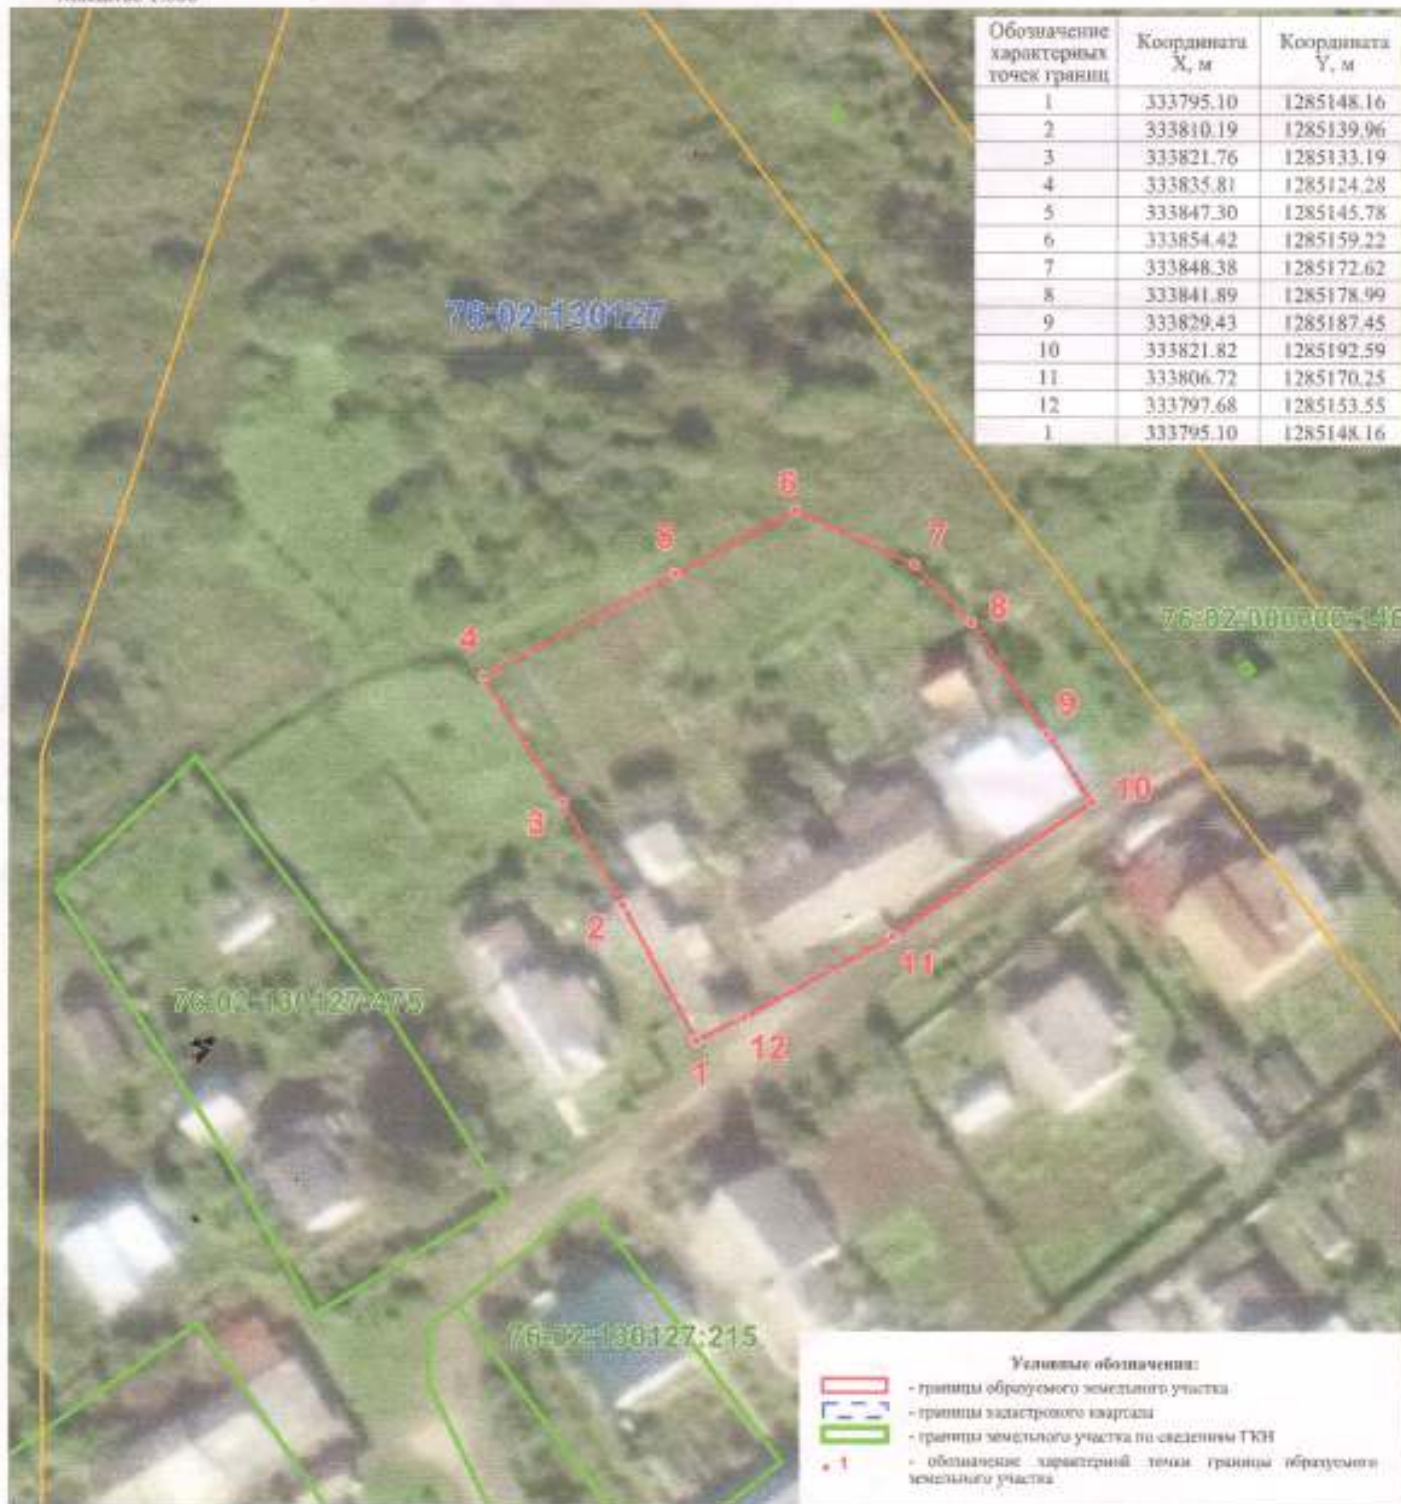 Обозначение характерных точек границ | Координата X, м | Координата Y, м
1 | 333795.10 | 1285148.16
2 | 333810.19 | 1285139.96
3 | 333821.76 | 1285133.19
4 | 333835.81 | 1285124.28
5 | 333847.30 | 1285145.78
6 | 333854.42 | 1285159.22
7 | 333848.38 | 1285172.62
8 | 333841.89 | 1285178.99
9 | 333829.43 | 1285187.45
10 | 333821.82 | 1285192.59
11 | 333806.72 | 1285170.25
12 | 333797.68 | 1285153.55
1 | 333795.10 | 1285148.16
76:02:130127
6
5
7
8
4
9
10
3
2
11
12
1
76:02:130127:475
76:02:130127:215
Условные обозначения:
- границы образуемого земельного участка
- границы кадастрового квартала
- границы земельного участка по сведениям ГКН
1 - обозначение характерной точки границы образуемого
земельного участка